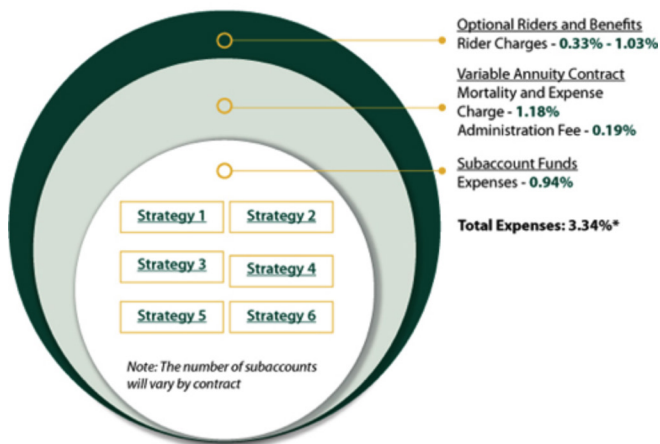 Optional Riders and Benefits
Rider Charges - 0.33% - 1.03%
Variable Annuity Contract
Mortality and Expense
Charge - 1.18%
Administration Fee - 0.19%
Subaccount Funds
Expenses - 0.94%
Total Expenses: 3.34%*
Strategy 1 Strategy 2
Strategy 3 Strategy 4
Strategy 5 Strategy 6
Note: The number of subaccounts
will vary by contract